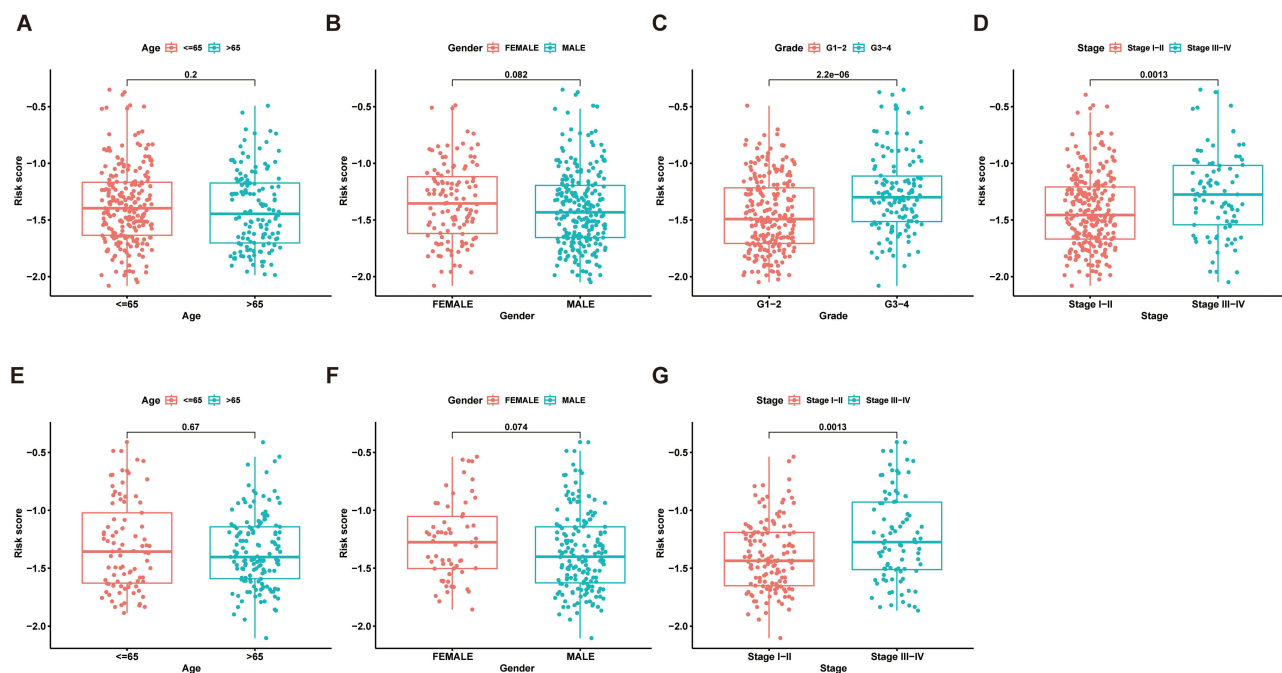 A
Age <=65 >65
0.2
Risk score
−0.5
−1.0
−1.5
−2.0
<=65 >65
Age
B
Gender FEMALE MALE
0.082
Risk score
−0.5
−1.0
−1.5
−2.0
FEMALE MALE
Gender
C
Grade G1−2 G3−4
2.2e−06
Risk score
−0.5
−1.0
−1.5
−2.0
G1−2 G3−4
Grade
D
Stage Stage I−II Stage III−IV
0.0013
Risk score
−0.5
−1.0
−1.5
−2.0
Stage I−II Stage III−IV
Stage
E
Age <=65 >65
0.67
Risk score
−0.5
−1.0
−1.5
−2.0
<=65 >65
Age
F
Gender FEMALE MALE
0.074
Risk score
−0.5
−1.0
−1.5
−2.0
FEMALE MALE
Gender
G
Stage Stage I−II Stage III−IV
0.0013
Risk score
−0.5
−1.0
−1.5
−2.0
Stage I−II Stage III−IV
Stage